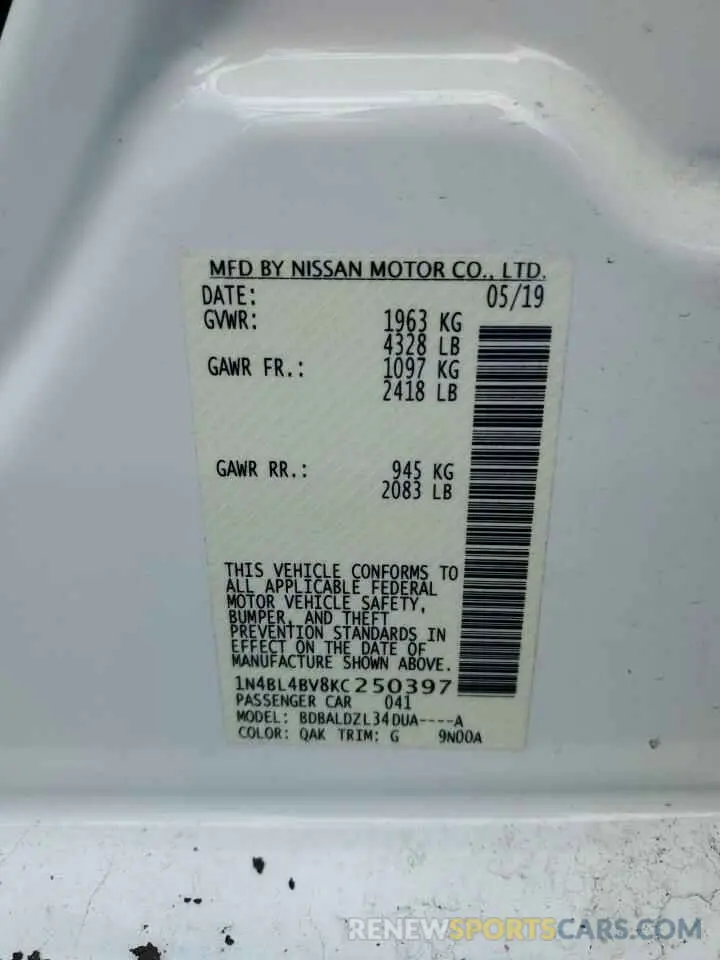 MFD BY NISSAN MOTOR CO., LTD.
DATE: 05/19
GVWR: 1963 KG
4328 LB
GAWR FR.: 1097 KG
2418 LB
GAWR RR.: 945 KG
2083 LB
THIS VEHICLE CONFORMS TO
ALL APPLICABLE FEDERAL
MOTOR VEHICLE SAFETY,
BUMPER, AND THEFT
PREVENTION STANDARDS IN
EFFECT ON THE DATE OF
MANUFACTURE SHOWN ABOVE.
1N4BL4BV8KC250397
PASSENGER CAR 041
MODEL: BDBALDZL34DUA----A
COLOR: QAK TRIM: G 9N00A
RENEWSPORTSCARS.COM